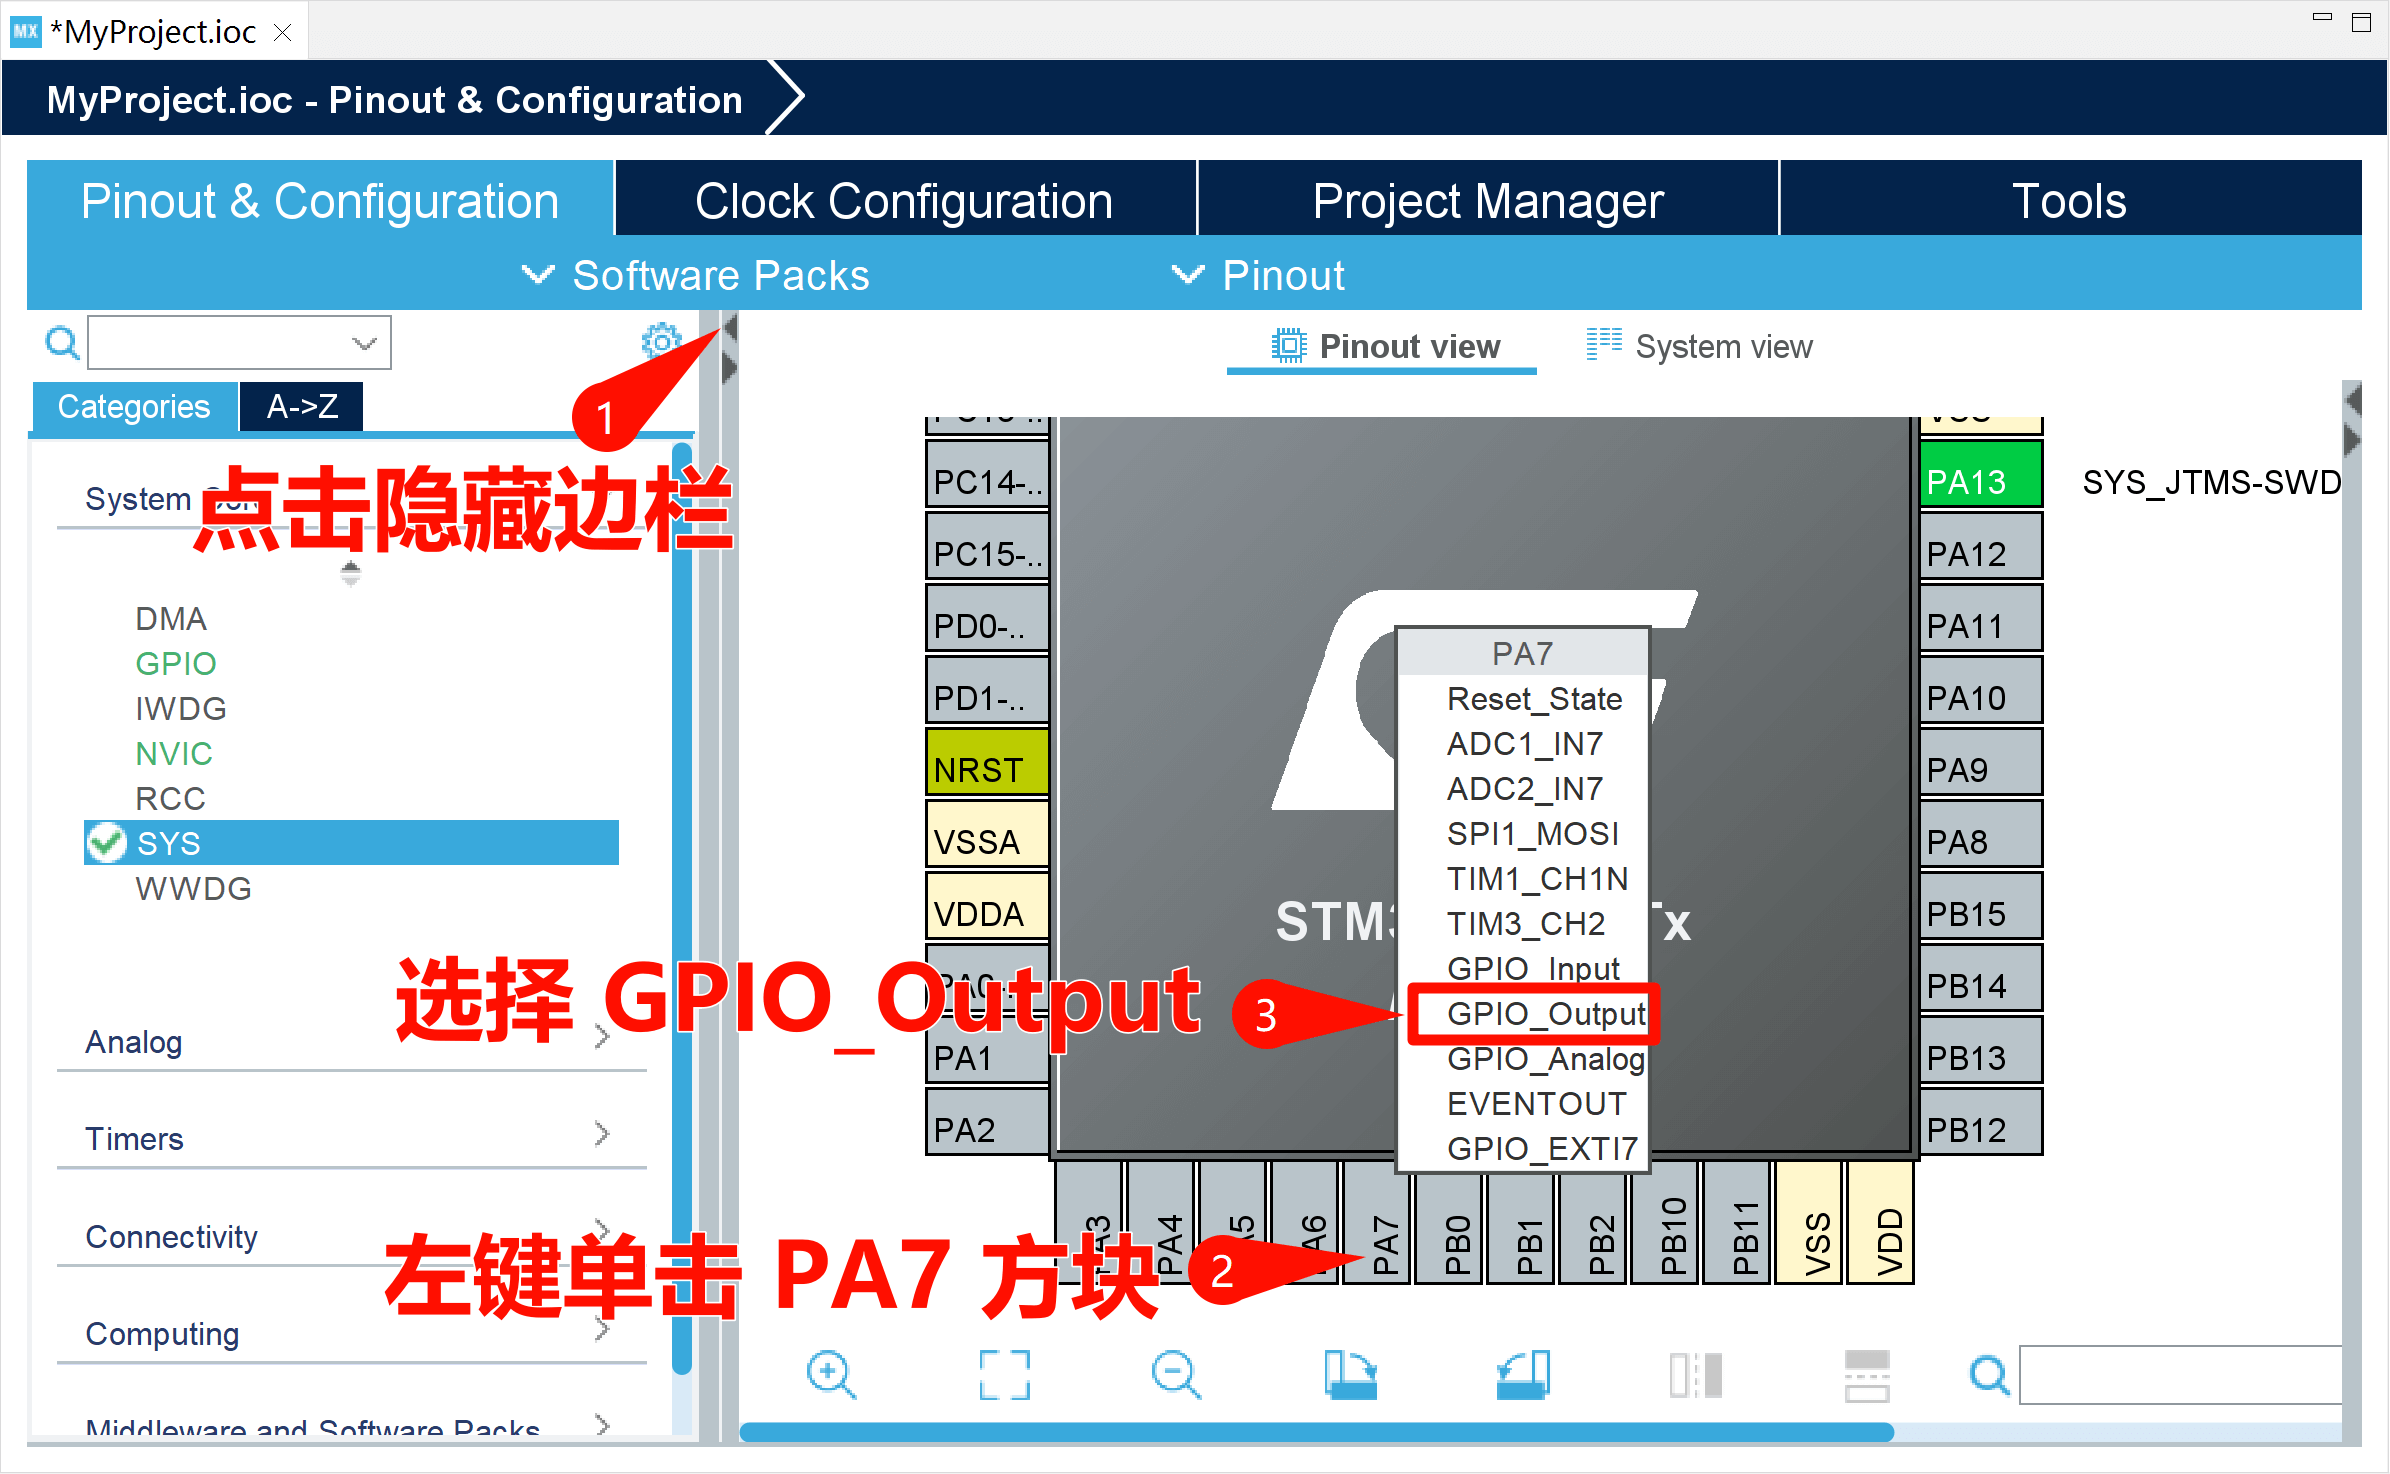 MX *MyProject.ioc
MyProject.ioc - Pinout & Configuration
Pinout & Configuration
Clock Configuration
Project Manager
Tools
Software Packs
Pinout
Categories
A->Z
1
点击隐藏边栏
System
DMA
GPIO
IWDG
NVIC
RCC
SYS
WWDG
Analog
Timers
Connectivity
Computing
Middleware and Software Packs
Pinout view
System view
PC14-..
PC15-..
PD0-..
PD1-..
NRST
VSSA
VDDA
PA1
PA2
选择 GPIO_Output
3
PA7
Reset_State
ADC1_IN7
ADC2_IN7
SPI1_MOSI
TIM1_CH1N
TIM3_CH2
GPIO_Input
GPIO_Output
GPIO_Analog
EVENTOUT
GPIO_EXTI7
VSS
PA13
SYS_JTMS-SWD
PA12
PA11
PA10
PA9
PA8
PB15
PB14
PB13
PB12
左键单击 PA7 方块
2
PA3
PA4
PA5
PA6
PA7
PB0
PB1
PB2
PB10
PB11
VSS
VDD